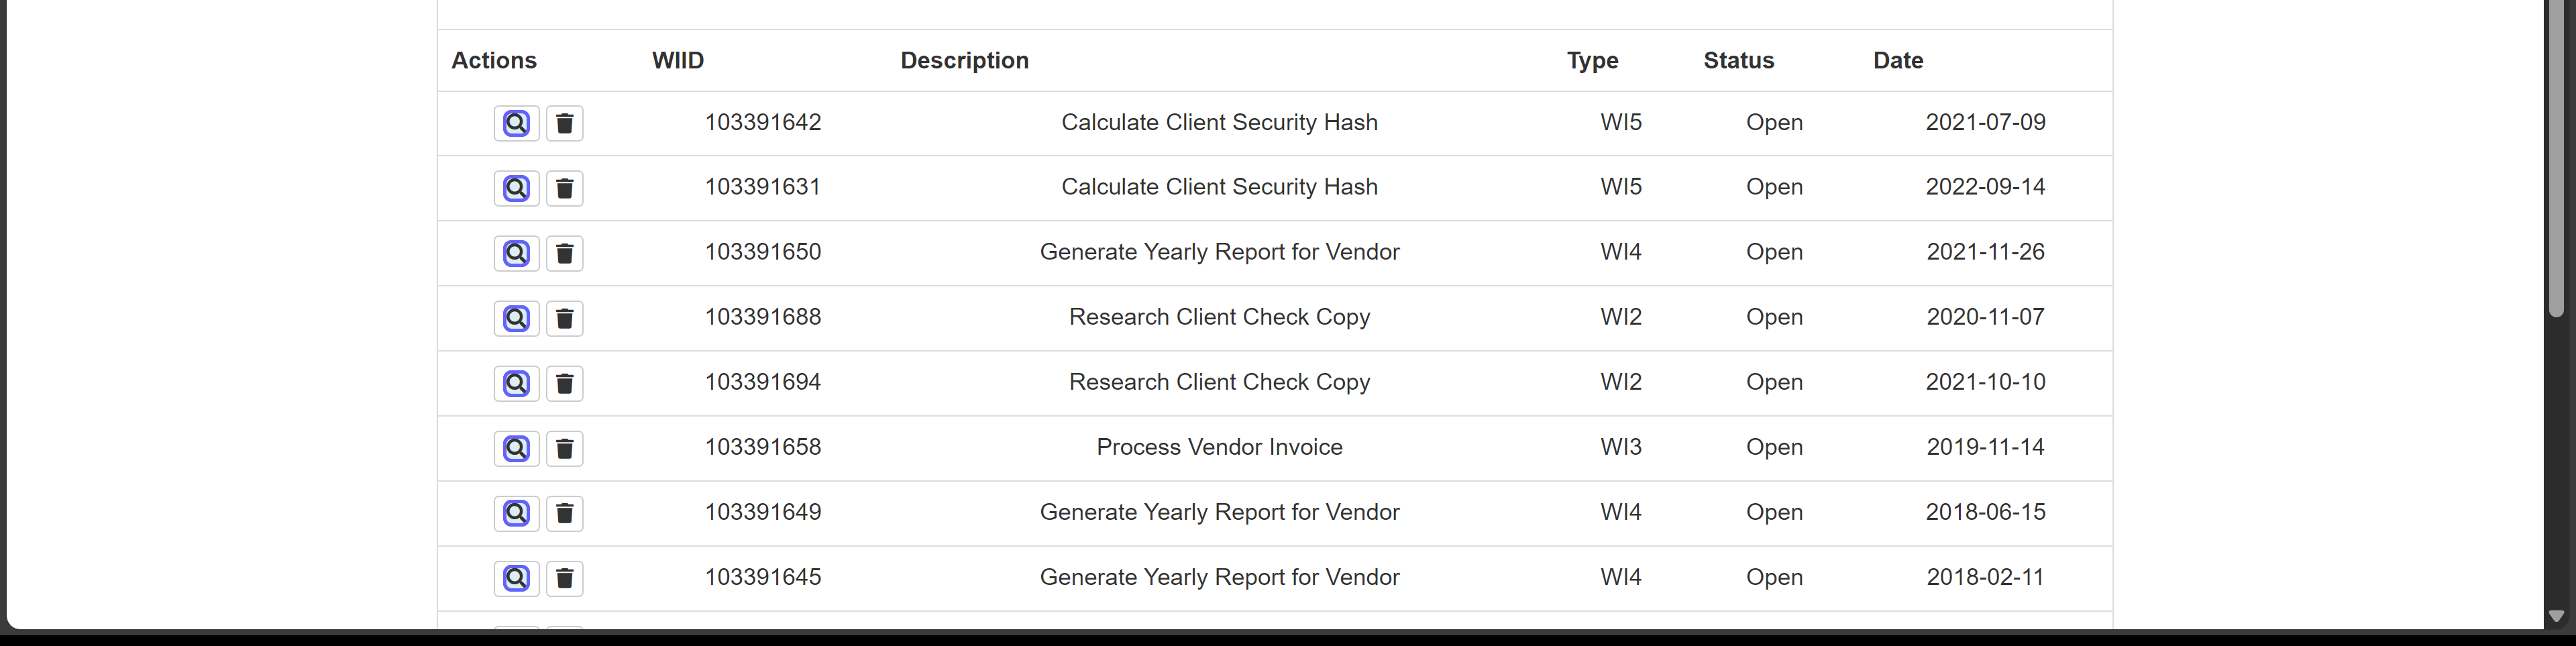 Actions WIID Description Type Status Date
103391642 Calculate Client Security Hash WI5 Open 2021-07-09
103391631 Calculate Client Security Hash WI5 Open 2022-09-14
103391650 Generate Yearly Report for Vendor WI4 Open 2021-11-26
103391688 Research Client Check Copy WI2 Open 2020-11-07
103391694 Research Client Check Copy WI2 Open 2021-10-10
103391658 Process Vendor Invoice WI3 Open 2019-11-14
103391649 Generate Yearly Report for Vendor WI4 Open 2018-06-15
103391645 Generate Yearly Report for Vendor WI4 Open 2018-02-11